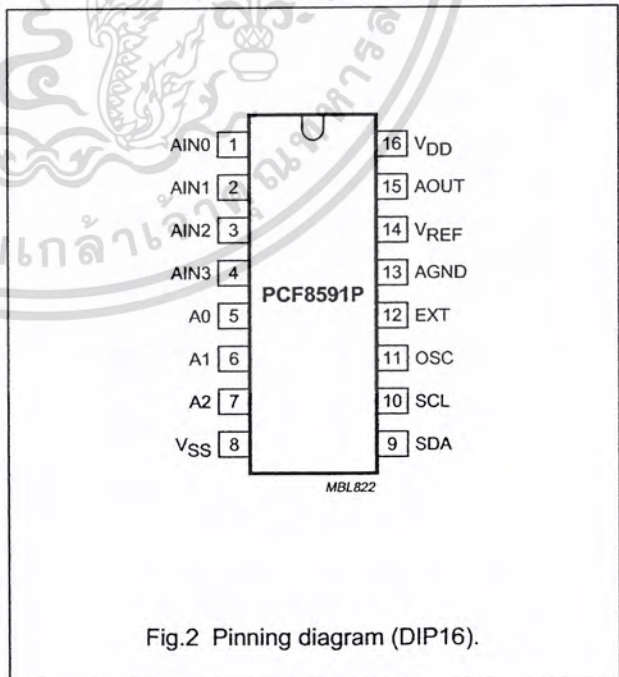 AIN0 1 16 VDD
AIN1 2 15 AOUT
AIN2 3 14 VREF
AIN3 4 13 AGND
PCF8591P
A0 5 12 EXT
A1 6 11 OSC
A2 7 10 SCL
VSS 8 9 SDA
MBL822
Fig.2 Pinning diagram (DIP16).